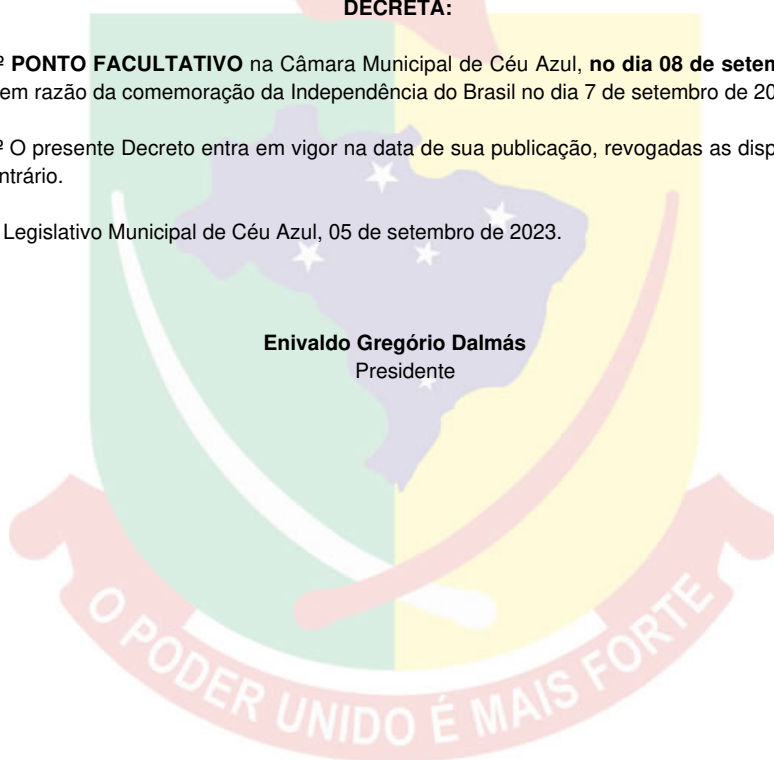 DECRETA:
º PONTO FACULTATIVO na Câmara Municipal de Céu Azul, no dia 08 de setem
em razão da comemoração da Independência do Brasil no dia 7 de setembro de 20
º O presente Decreto entra em vigor na data de sua publicação, revogadas as disp
ntrário.
Legislativo Municipal de Céu Azul, 05 de setembro de 2023.
Enivaldo Gregório Dalmás
Presidente
O PODER UNIDO É MAIS FORTE